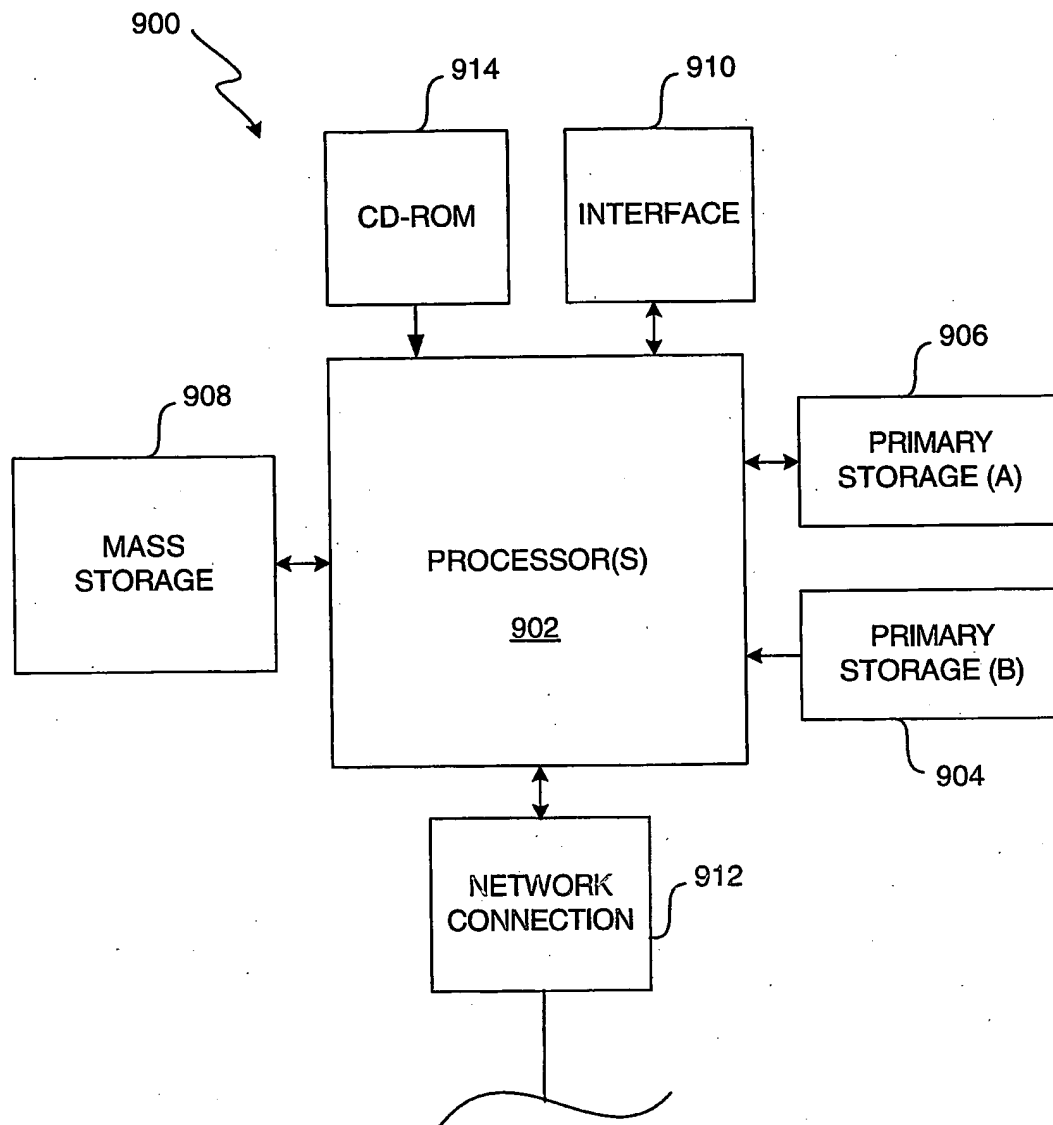 900
914
910
CD-ROM
INTERFACE
906
908
PRIMARY
STORAGE (A)
MASS
STORAGE
PROCESSOR(S)
902
PRIMARY
STORAGE (B)
904
NETWORK
CONNECTION
912